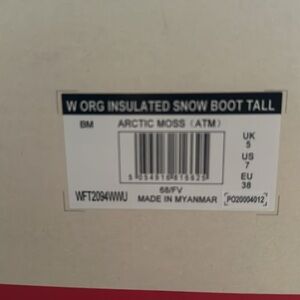 W ORG INSULATED SNOW BOOT TALL
BM ARCTIC MOSS (ATM)
UK
5
US
7
EU
38
WFT2094WWU
68/FV
MADE IN MYANMAR
PO20004012